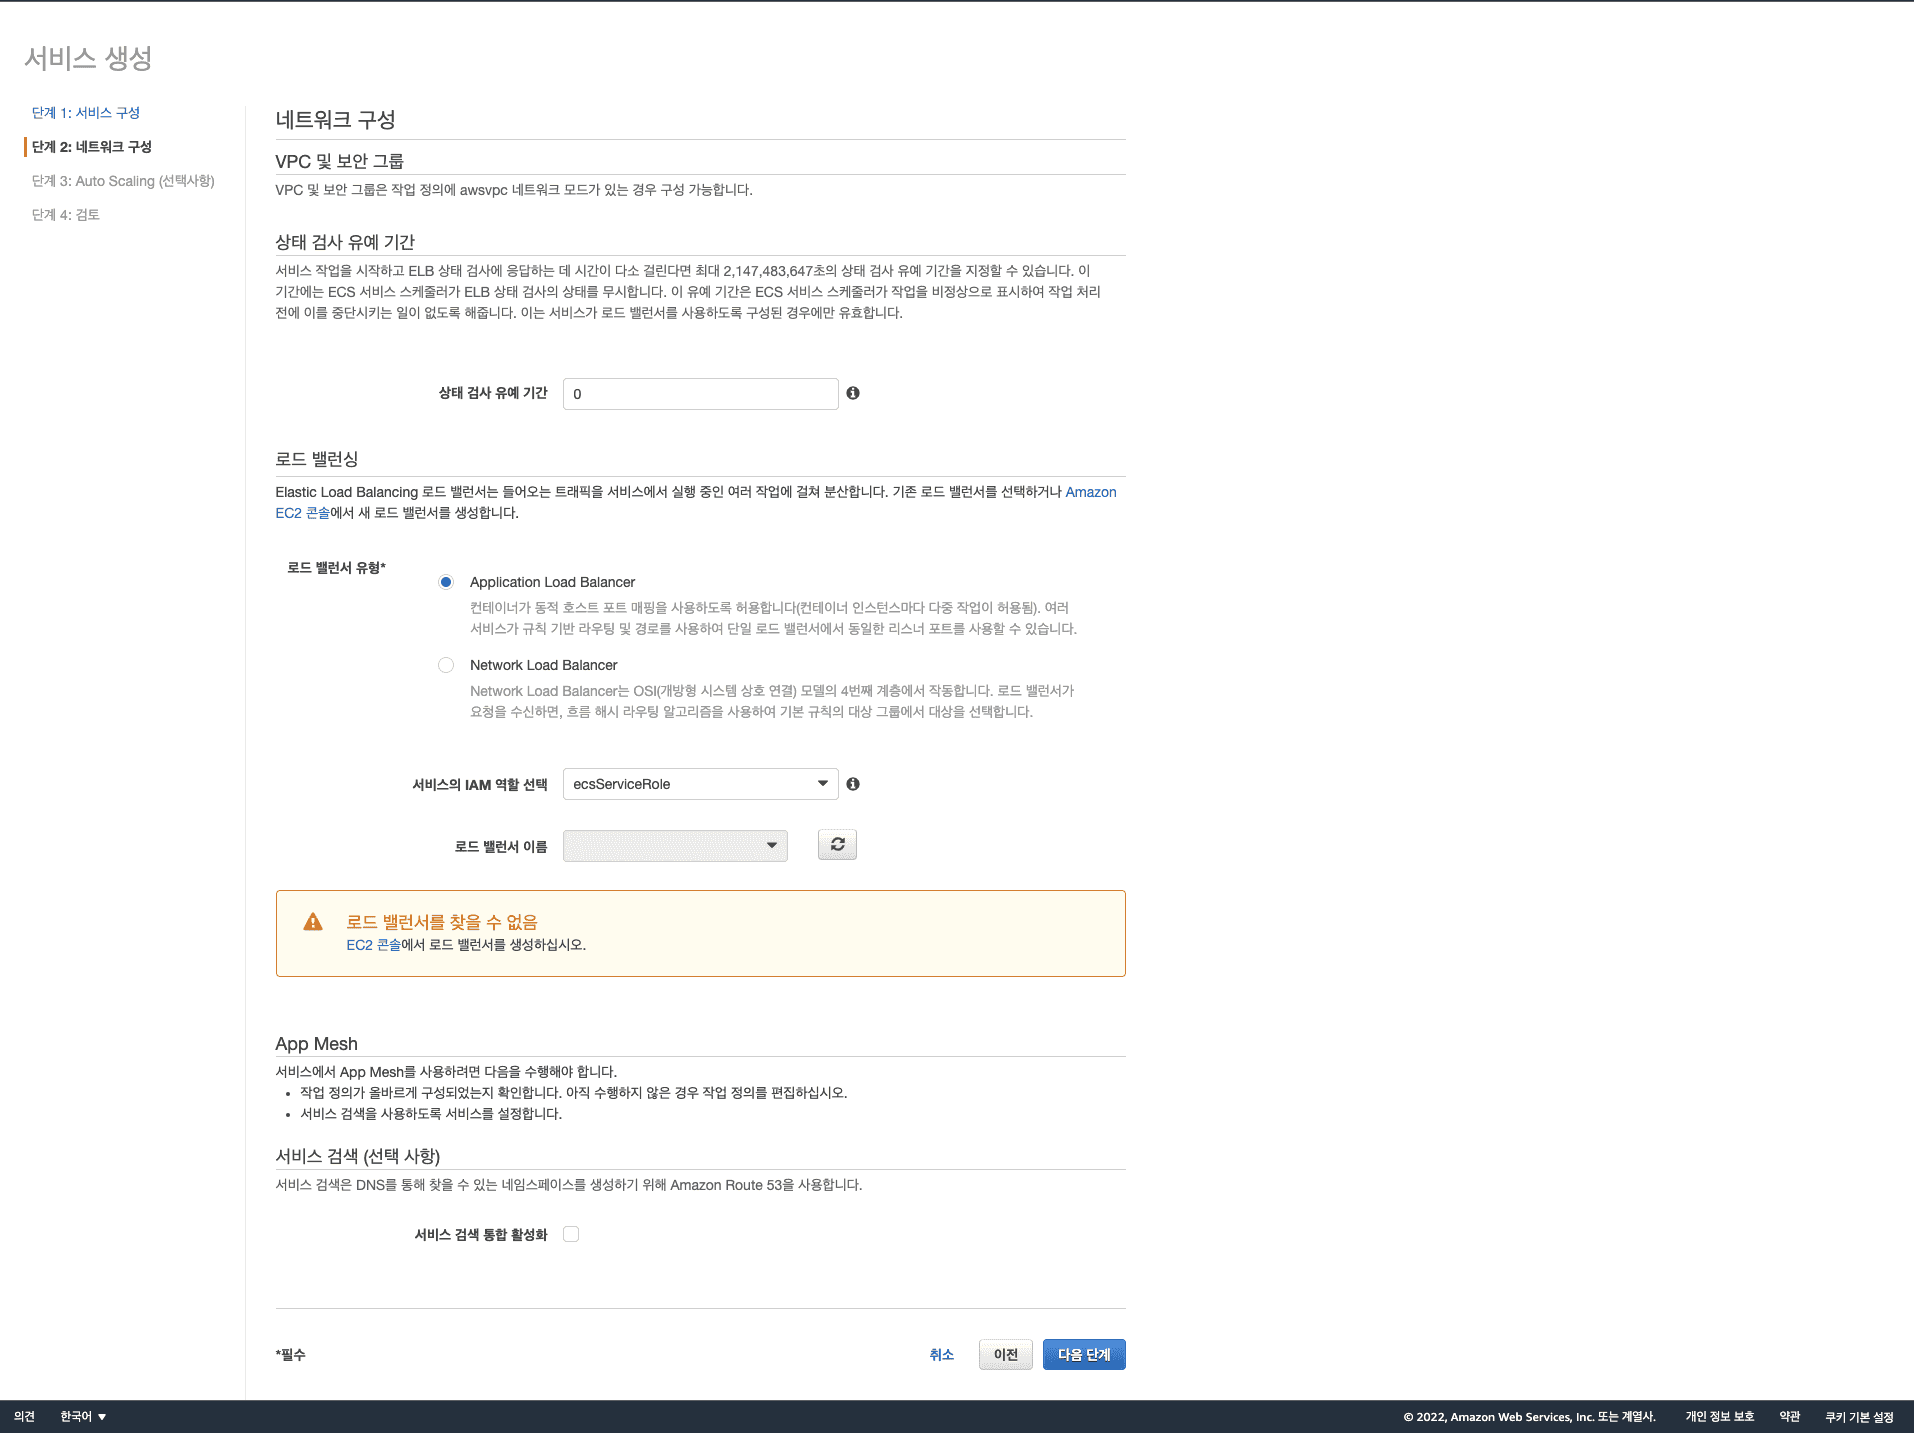 서비스 생성
단계 1: 서비스 구성
단계 2: 네트워크 구성
단계 3: Auto Scaling (선택사항)
단계 4: 검토
네트워크 구성
VPC 및 보안 그룹
VPC 및 보안 그룹은 작업 정의에 awsvpc 네트워크 모드가 있는 경우 구성 가능합니다.
상태 검사 유예 기간
서비스 작업을 시작하고 ELB 상태 검사에 응답하는 데 시간이 다소 걸린다면 최대 2,147,483,647초의 상태 검사 유예 기간을 지정할 수 있습니다. 이
기간에는 ECS 서비스 스케줄러가 ELB 상태 검사의 상태를 무시합니다. 이 유예 기간은 ECS 서비스 스케줄러가 작업을 비정상으로 표시하여 작업 처리
전에 이를 중단시키는 일이 없도록 해줍니다. 이는 서비스가 로드 밸런서를 사용하도록 구성된 경우에만 유효합니다.
상태 검사 유예 기간 0
로드 밸런싱
Elastic Load Balancing 로드 밸런서는 들어오는 트래픽을 서비스에서 실행 중인 여러 작업에 걸쳐 분산합니다. 기존 로드 밸런서를 선택하거나 Amazon
EC2 콘솔에서 새 로드 밸런서를 생성합니다.
로드 밸런서 유형*
Application Load Balancer
컨테이너가 동적 호스트 포트 매핑을 사용하도록 허용합니다(컨테이너 인스턴스마다 다중 작업이 허용됨). 여러
서비스가 규칙 기반 라우팅 및 경로를 사용하여 단일 로드 밸런서에서 동일한 리스너 포트를 사용할 수 있습니다.
Network Load Balancer
Network Load Balancer는 OSI(개방형 시스템 상호 연결) 모델의 4번째 계층에서 작동합니다. 로드 밸런서가
요청을 수신하면, 흐름 해시 라우팅 알고리즘을 사용하여 기본 규칙의 대상 그룹에서 대상을 선택합니다.
서비스의 IAM 역할 선택 ecsServiceRole
로드 밸런서 이름
로드 밸런서를 찾을 수 없음
EC2 콘솔에서 로드 밸런서를 생성하십시오.
App Mesh
서비스에서 App Mesh를 사용하려면 다음을 수행해야 합니다.
• 작업 정의가 올바르게 구성되었는지 확인합니다. 아직 수행하지 않은 경우 작업 정의를 편집하십시오.
• 서비스 검색을 사용하도록 서비스를 설정합니다.
서비스 검색 (선택 사항)
서비스 검색은 DNS를 통해 찾을 수 있는 네임스페이스를 생성하기 위해 Amazon Route 53을 사용합니다.
서비스 검색 통합 활성화
*필수 취소 이전 다음 단계
의견 한국어 © 2022, Amazon Web Services, Inc. 또는 계열사. 개인 정보 보호 약관 쿠키 기본 설정